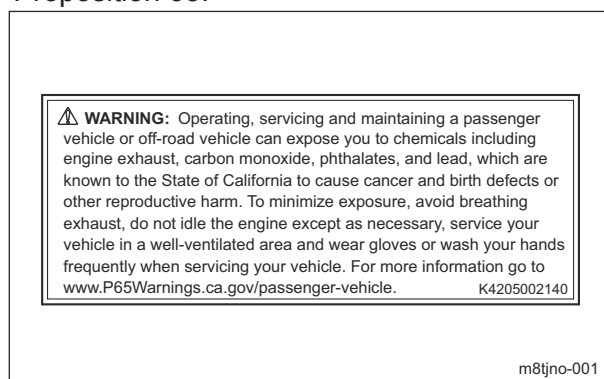 ⚠ WARNING: Operating, servicing and maintaining a passenger
vehicle or off-road vehicle can expose you to chemicals including
engine exhaust, carbon monoxide, phthalates, and lead, which are
known to the State of California to cause cancer and birth defects or
other reproductive harm. To minimize exposure, avoid breathing
exhaust, do not idle the engine except as necessary, service your
vehicle in a well-ventilated area and wear gloves or wash your hands
frequently when servicing your vehicle. For more information go to
www.P65Warnings.ca.gov/passenger-vehicle. K4205002140
m8tjno-001